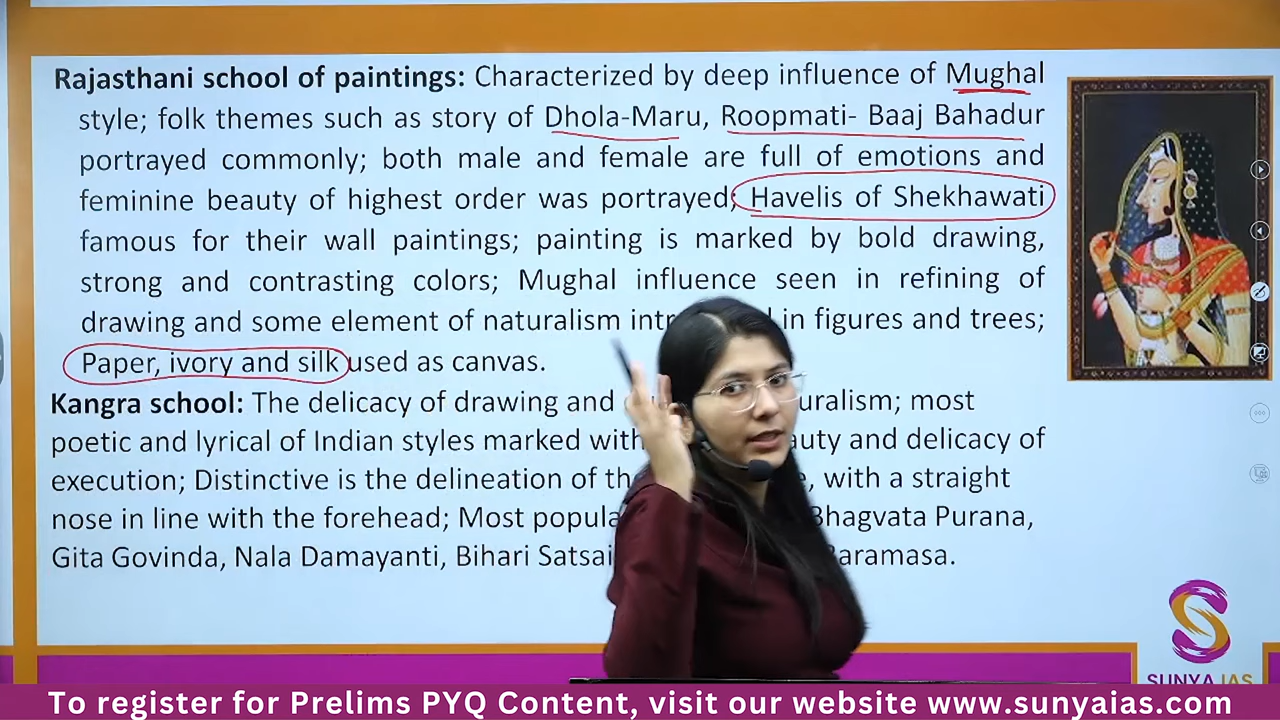 Rajasthani school of paintings: Characterized by deep influence of Mughal
style; folk themes such as story of Dhola-Maru, Roopmati- Baaj Bahadur
portrayed commonly; both male and female are full of emotions and
feminine beauty of highest order was portrayed; Havelis of Shekhawati
famous for their wall paintings; painting is marked by bold drawing,
strong and contrasting colors; Mughal influence seen in refining of
drawing and some element of naturalism in figures and trees;
Paper, ivory and silk used as canvas.
Kangra school: The delicacy of drawing and most
poetic and lyrical of Indian styles marked with and delicacy of
execution; Distinctive is the delineation of with a straight
nose in line with the forehead; Most Bhagvata Purana,
Gita Govinda, Nala Damayanti, Bihari Satsai
SUNYA IAS
To register for Prelims PYQ Content, visit our website www.sunyaias.com